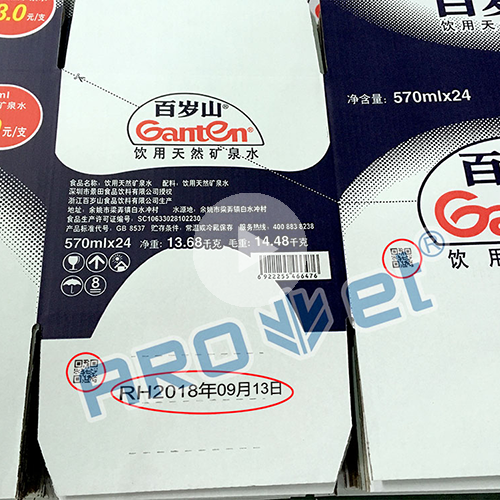 3.0元/支
泉水
元/支
百岁山®
Ganten®
饮用天然矿泉水
食品名称：饮用天然矿泉水 配料：饮用天然矿泉水
深圳市景田食品饮料有限公司授权
浙江百岁山食品饮料有限公司
地址：余姚市梁弄镇白水冲村 水源地：余姚市梁弄镇白水冲村
食品生产许可证编号：SC10633028102230
产品标准代号：GB 8537 贮存条件：常温或冷藏保存 服务热线：400 883 8238
570mlx24 净重：13.68千克 毛重：14.48千克
6922255466476
8
RH2018年09月13日
饮用天然矿
净含量：570mlx24
百岁
Gan
饮用
AROJET®